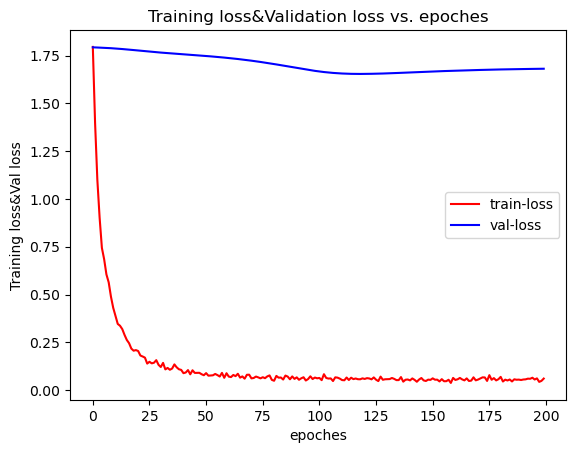 Training loss&Validation loss vs. epoches
Training loss&Val loss
1.75
1.50
1.25
1.00
0.75
0.50
0.25
0.00
train-loss
val-loss
0 25 50 75 100 125 150 175 200
epoches